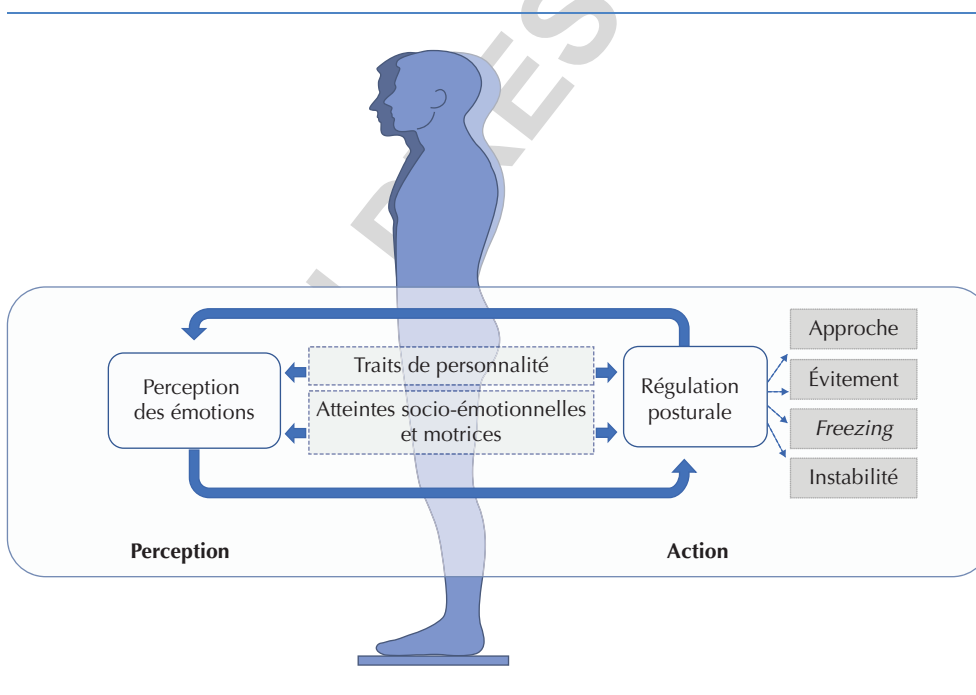 Traits de personnalité
Perception
des émotions
Atteintes socio-émotionnelles
et motrices
Régulation
posturale
Approche
Évitement
Freezing
Instabilité
Perception
Action